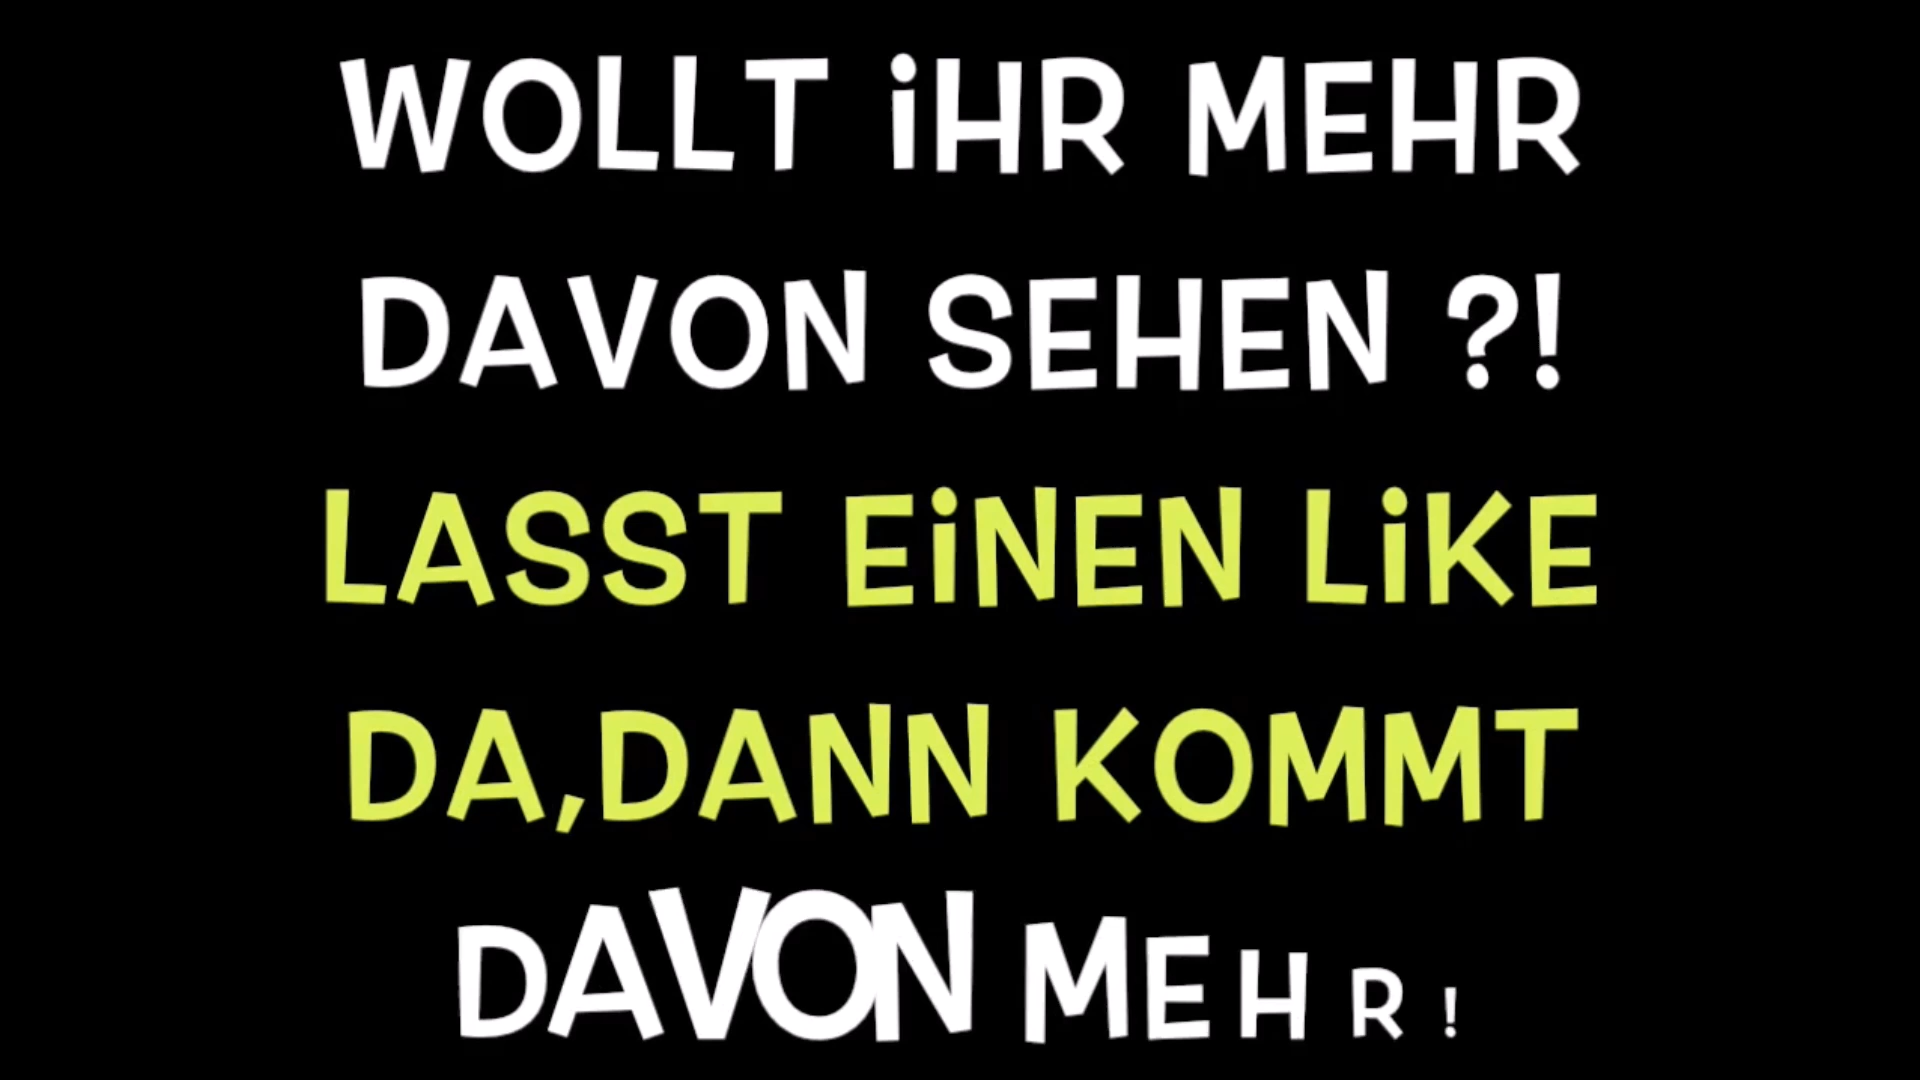 WOLLT iHR MEHR
DAVON SEHEN ?!
LASST EiNEN LiKE
DA,DANN KOMMT
DAVON MEHR!